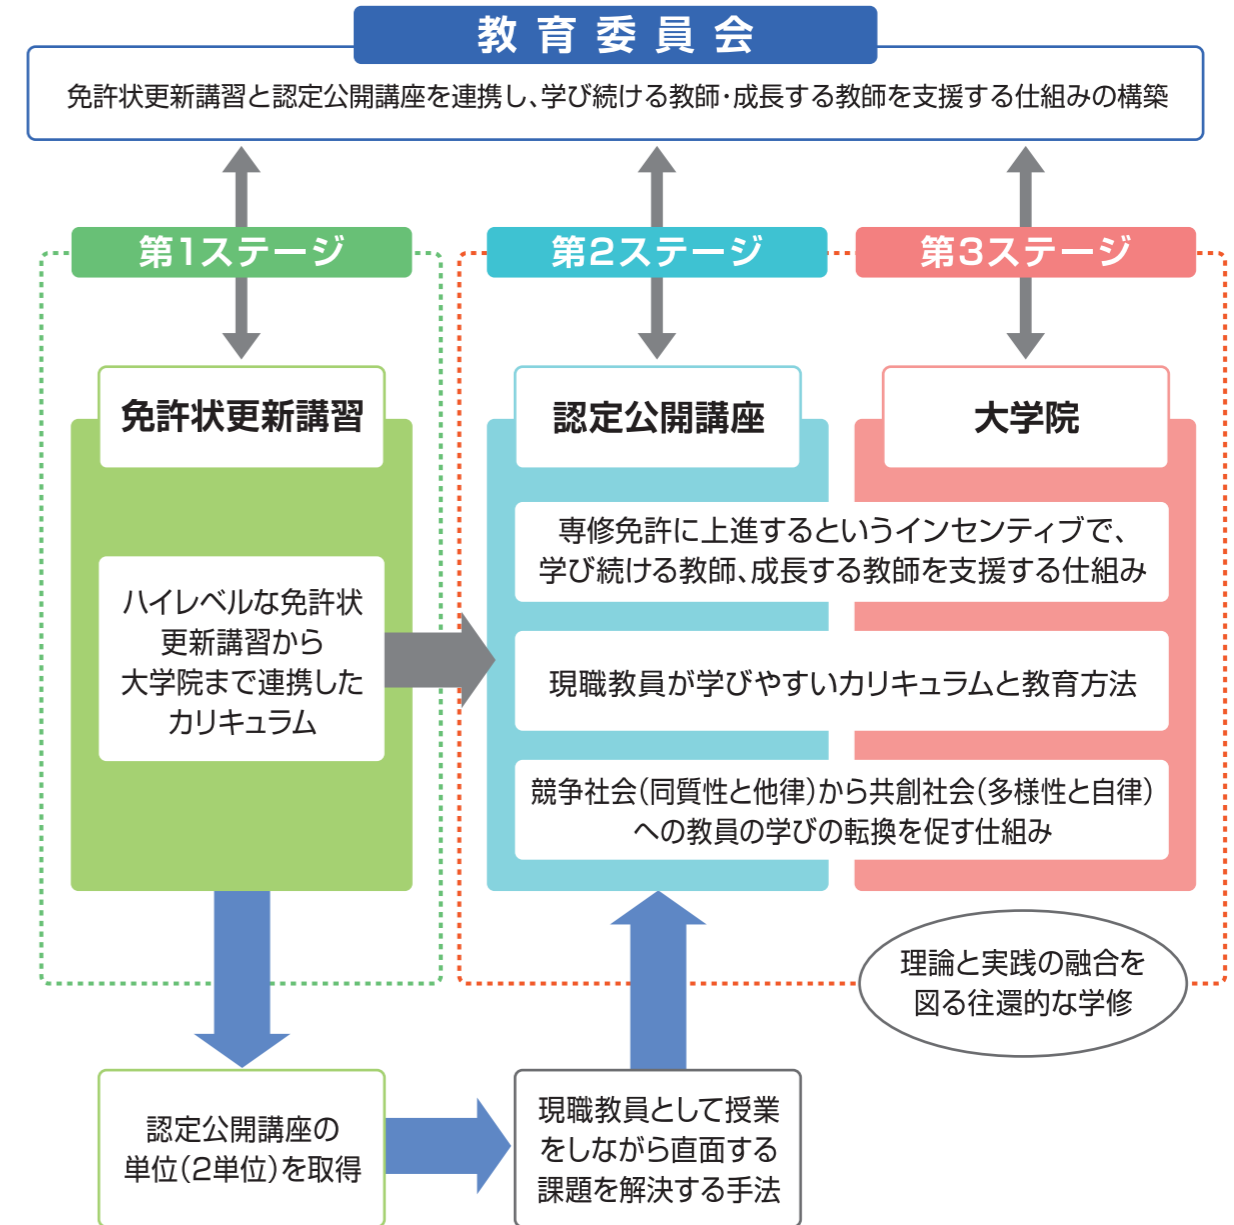 教育委員会
免許状更新講習と認定公開講座を連携し、学び続ける教師・成長する教師を支援する仕組みの構築
第1ステージ
第2ステージ
第3ステージ
免許状更新講習
認定公開講座
大学院
ハイレベルな免許状
更新講習から
大学院まで連携した
カリキュラム
専修免許に上進するというインセンティブで、
学び続ける教師、成長する教師を支援する仕組み
現職教員が学びやすいカリキュラムと教育方法
競争社会(同質性と他律)から共創社会(多様性と自律)
への教員の学びの転換を促す仕組み
理論と実践の融合を
図る往還的な学修
認定公開講座の
単位(2単位)を取得
現職教員として授業
をしながら直面する
課題を解決する手法